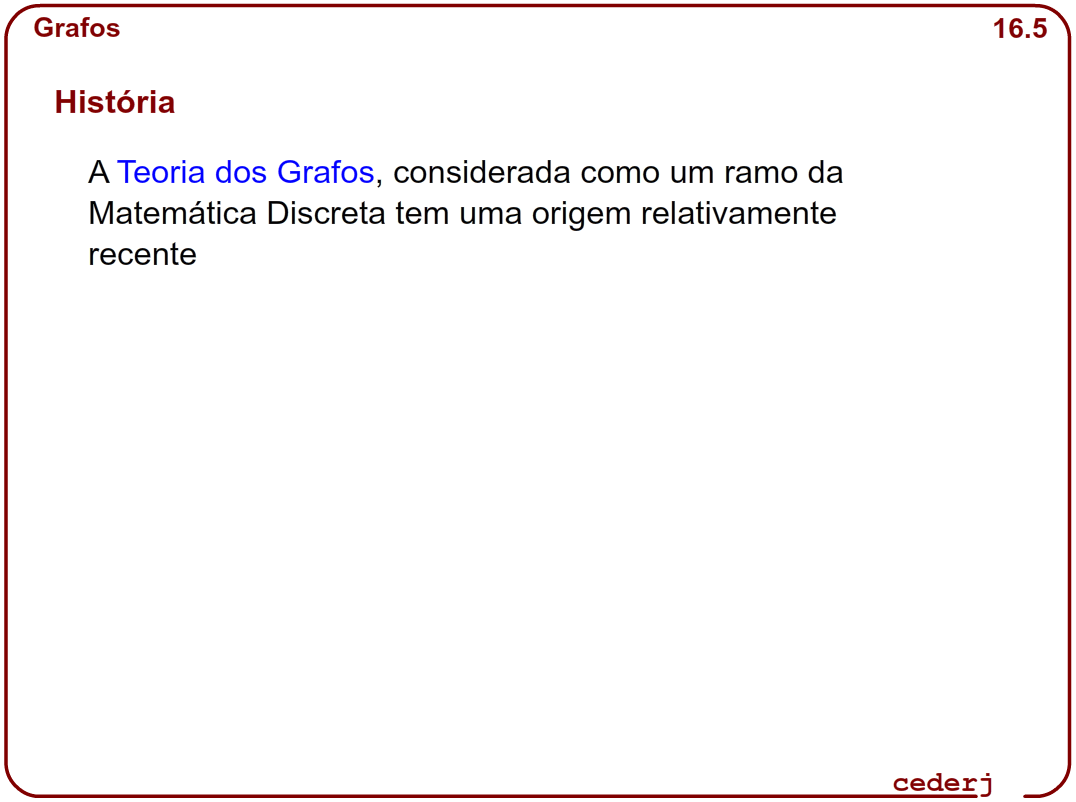 Grafos
16.5
História
A Teoria dos Grafos, considerada como um ramo da
Matemática Discreta tem uma origem relativamente
recente
cederj